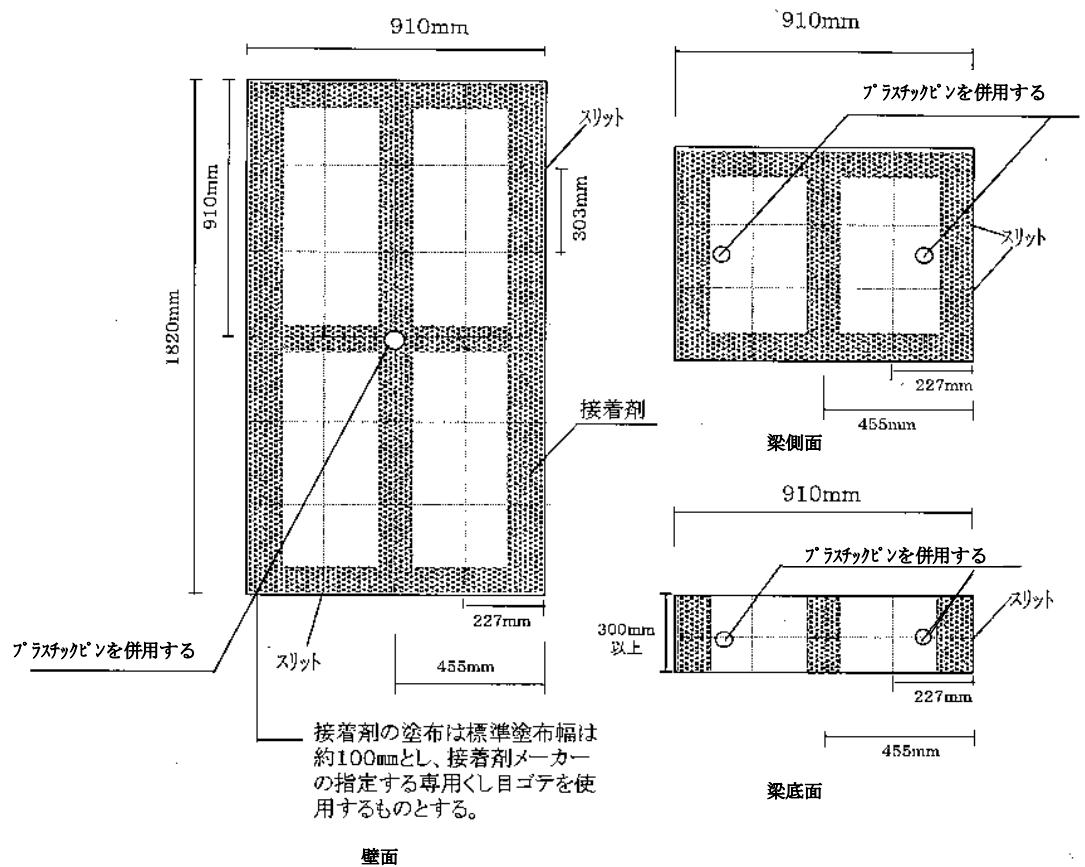 910mm
スリット
303mm
910mm
1820mm
接着剤
227mm
455mm
プラスチックピンを併用する
スリット
接着剤の塗布は標準塗布幅は
約100mmとし、接着剤メーカー
の指定する専用くし目ゴテを使
用するものとする。
壁面
910mm
プラスチックピンを併用する
スリット
227mm
455mm
梁側面
910mm
プラスチックピンを併用する
スリット
300mm
以上
227mm
455mm
梁底面